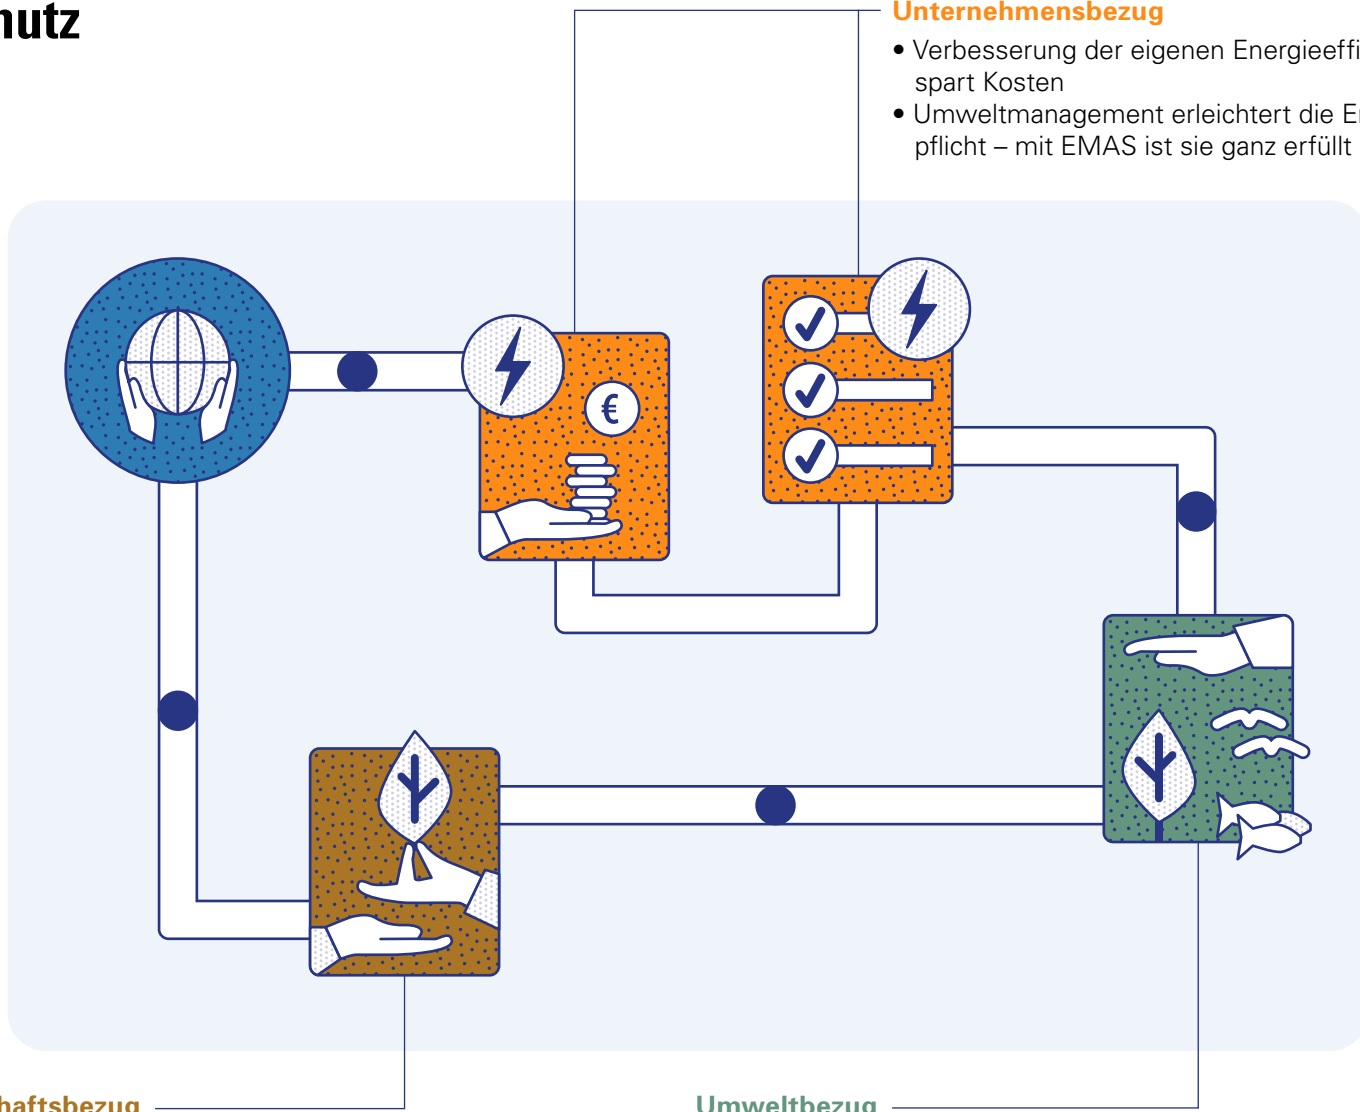 nutz
Unternehmensbezug
• Verbesserung der eigenen Energieeffi
spart Kosten
• Umweltmanagement erleichtert die
pflicht – mit EMAS ist sie ganz erfüllt
€
haftsbezug
Umweltbezug